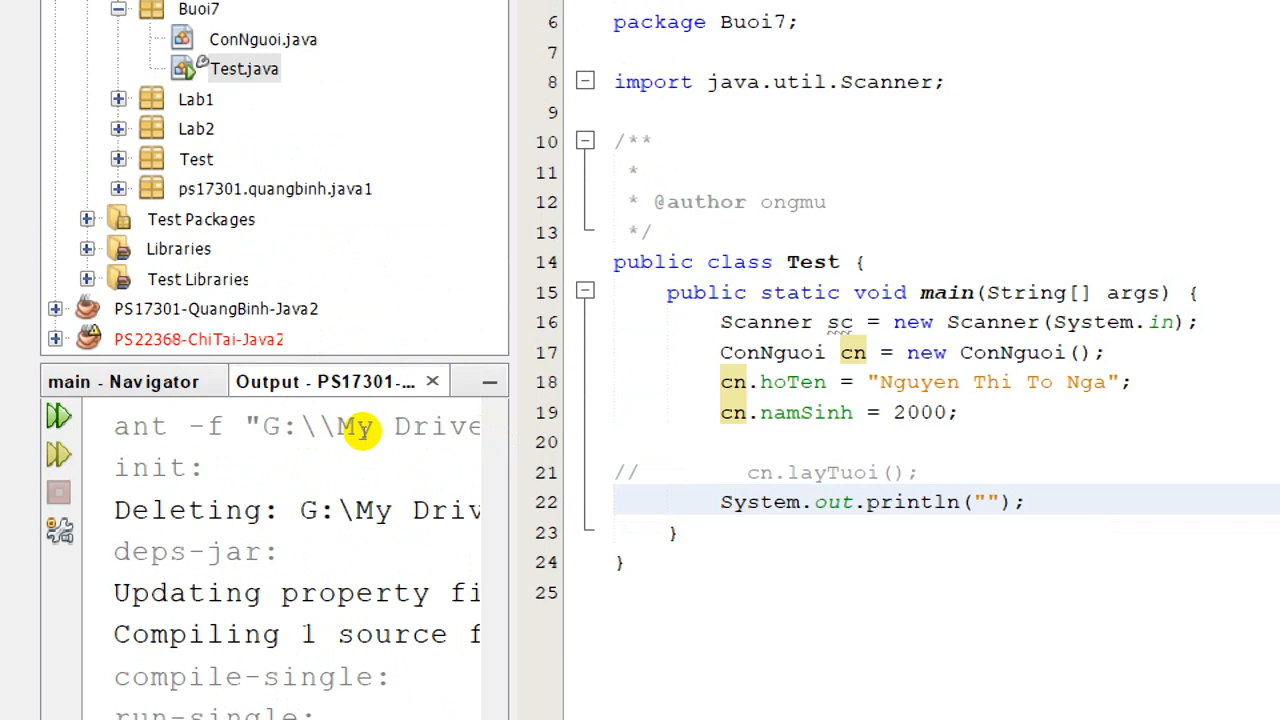 Buoi7
ConNguoi.java
Test.java
Lab1
Lab2
Test
ps17301.quangbinh.java1
Test Packages
Libraries
Test Libraries
PS17301-QuangBinh-Java2
PS22368-ChiTai-Java2
main - Navigator
Output - PS17301-...
ant -f "G:\\My Drive
init:
Deleting: G:\My Driv
deps-jar:
Updating property fi
Compiling 1 source f
compile-single:
run-single:
6 package Buoi7;
7
8 import java.util.Scanner;
9
10 /**
11 *
12 * @author ongmu
13 */
14 public class Test {
15 public static void main(String[] args) {
16 Scanner sc = new Scanner(System.in);
17 ConNguoi cn = new ConNguoi();
18 cn.hoTen = "Nguyen Thi To Nga";
19 cn.namSinh = 2000;
20
21 // cn.layTuoi();
22 System.out.println("");
23 }
24 }
25